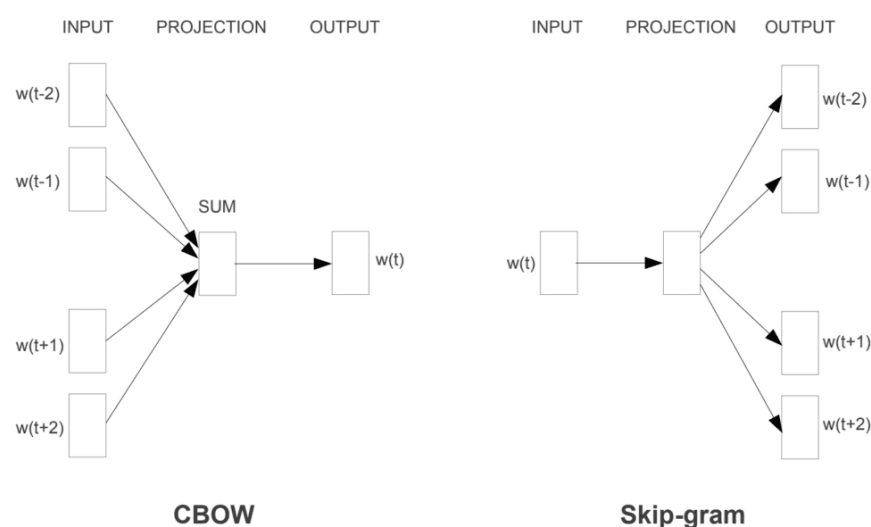 INPUT PROJECTION OUTPUT
w(t-2)
w(t-1)
SUM
w(t)
w(t+1)
w(t+2)
CBOW
INPUT PROJECTION OUTPUT
w(t-2)
w(t-1)
w(t)
w(t+1)
w(t+2)
Skip-gram